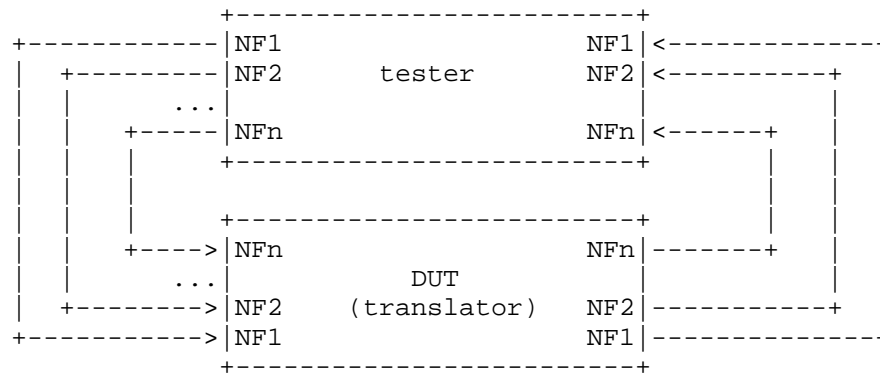 NF1 NF1
NF2 tester NF2
...
NFn NFn
NFn NFn
... DUT
NF2 (translator) NF2
NF1 NF1